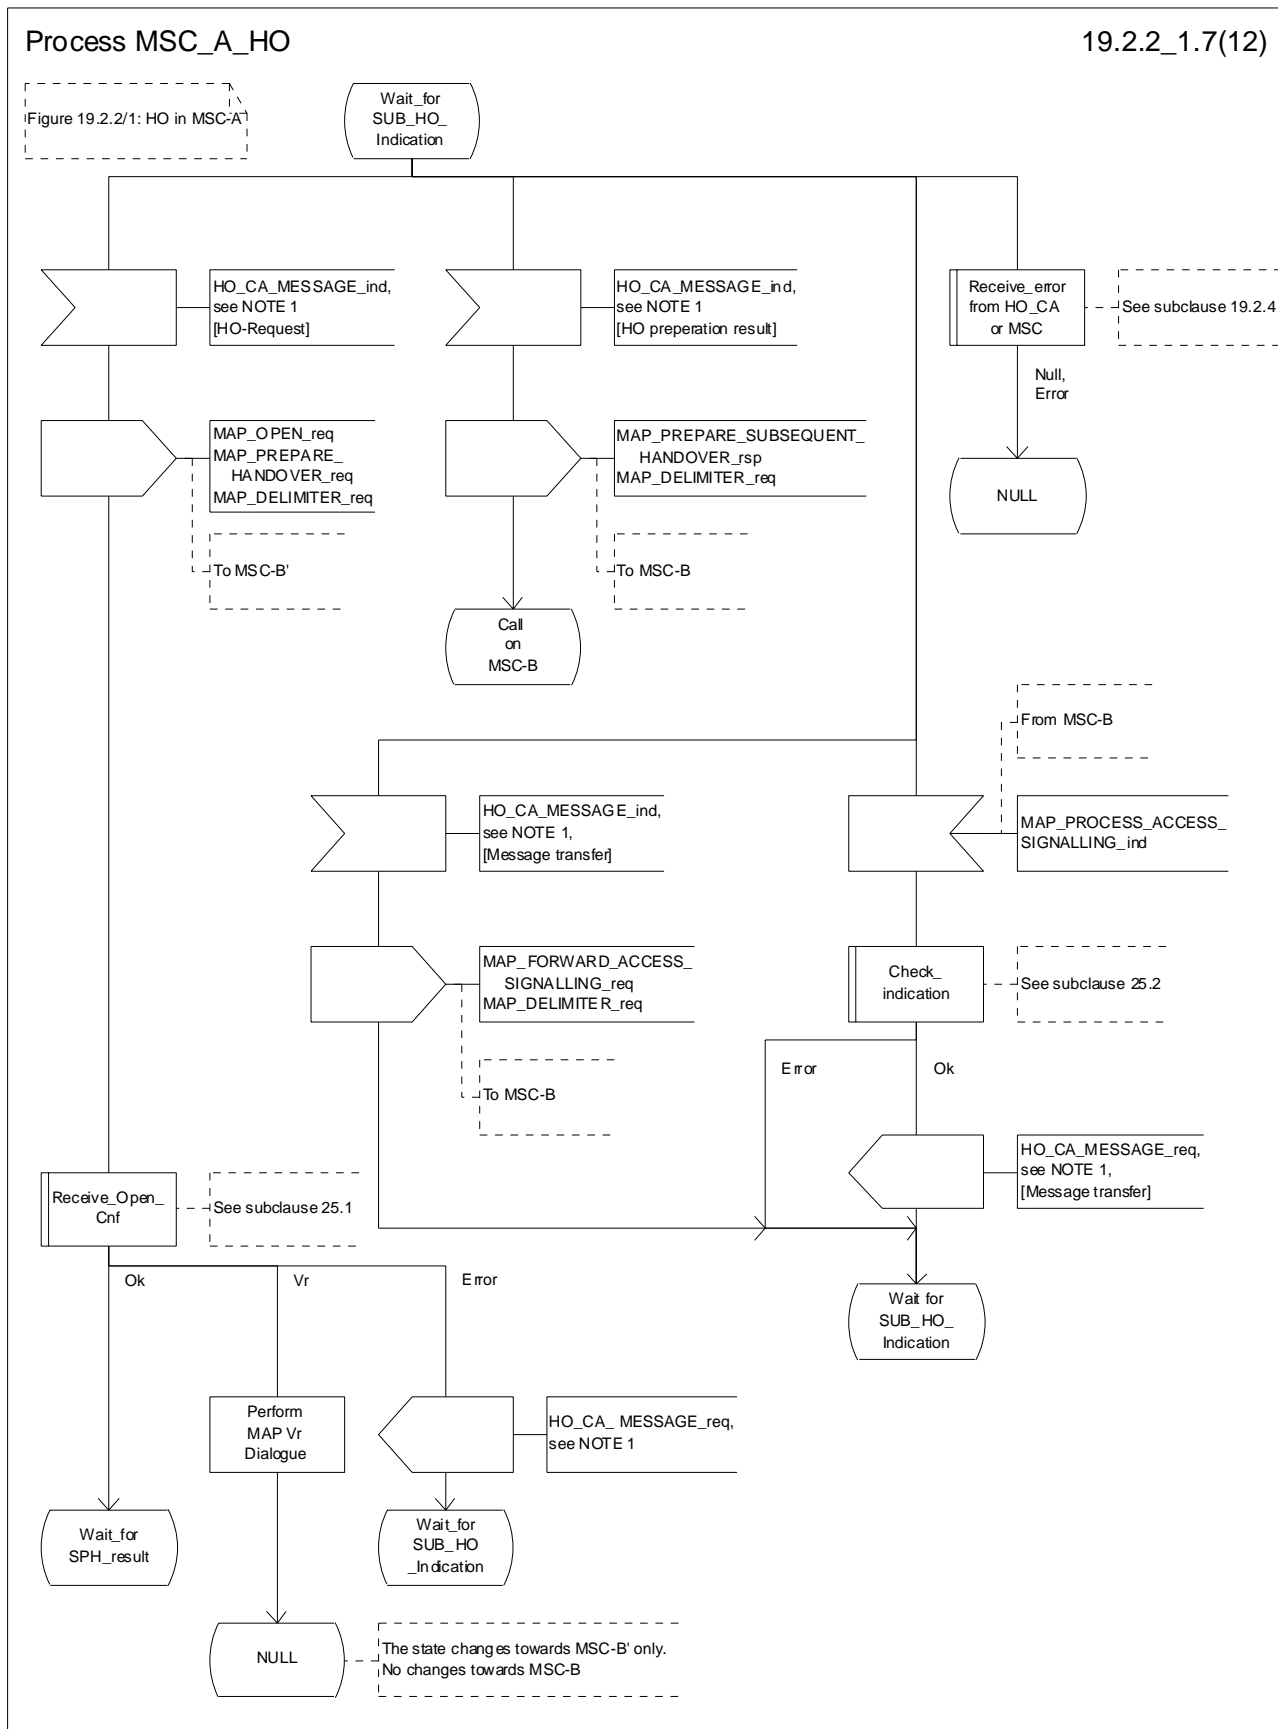 Process MSC_A_HO
19.2.2_1.7(12)
Figure 19.2.2/1: HO in MSC-A
Wait_for
SUB_HO_
Indication
HO_CA_MESSAGE_ind,
see NOTE 1
[HO-Request]
HO_CA_MESSAGE_ind,
see NOTE 1
[HO preperation result]
Receive_error
from HO_CA
or MSC
See subclause 19.2.4
Null,
Error
MAP_OPEN_req
MAP_PREPARE_
HANDOVER_req
MAP_DELIMITER_req
MAP_PREPARE_SUBSEQUENT_
HANDOVER_rsp
MAP_DELIMITER_req
NULL
To MSC-B'
To MSC-B
Call
on
MSC-B
From MSC-B
HO_CA_MESSAGE_ind,
see NOTE 1,
[Message transfer]
MAP_PROCESS_ACCESS_
SIGNALLING_ind
MAP_FORWARD_ACCESS_
SIGNALLING_req
MAP_DELIMITER_req
Check_
indication
See subclause 25.2
Error
Ok
To MSC-B
HO_CA_MESSAGE_req,
see NOTE 1,
[Message transfer]
Receive_Open_
Cnf
See subclause 25.1
Ok
Vr
Error
Wait for
SUB_HO_
Indication
Perform
MAP Vr
Dialogue
HO_CA_ MESSAGE_req,
see NOTE 1
Wait_for
SPH_result
Wait_for
SUB_HO
_Indication
NULL
The state changes towards MSC-B' only.
No changes towards MSC-B